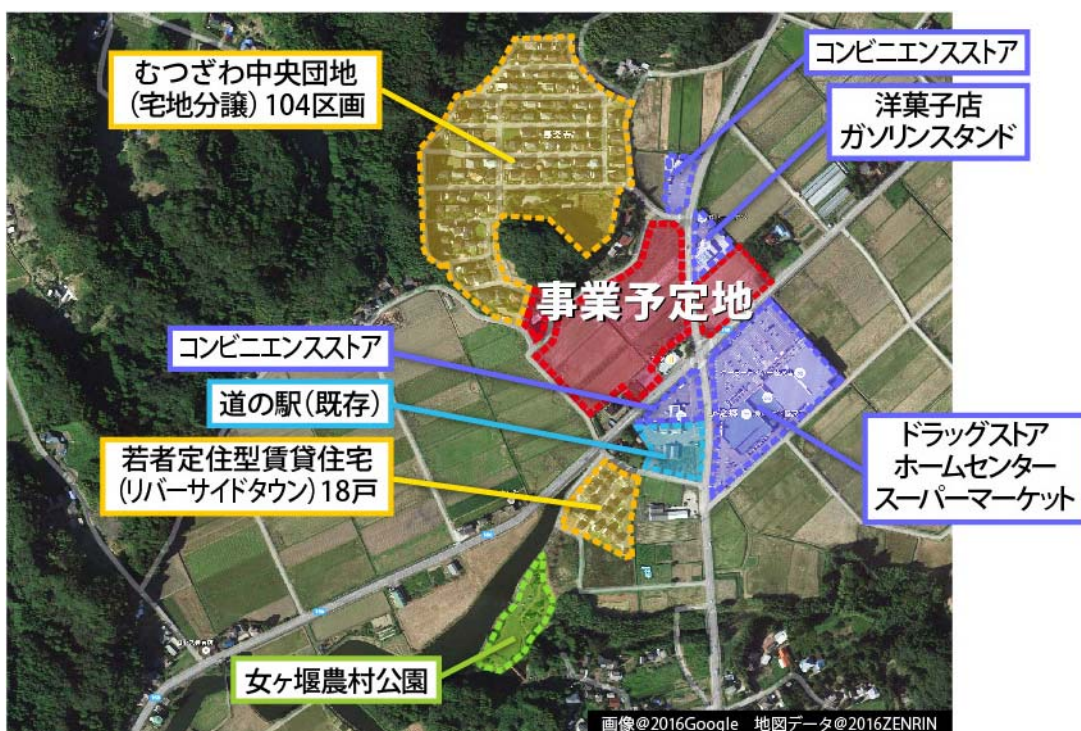 むつざわ中央団地
(宅地分譲) 104区画
コンビニエンスストア
洋菓子店
ガソリンスタンド
事業予定地
コンビニエンスストア
道の駅(既存)
若者定住型賃貸住宅
(リバーサイドタウン) 18戸
ドラッグストア
ホームセンター
スーパーマーケット
女ヶ堰農村公園
画像@2016Google 地図データ@2016ZENRIN